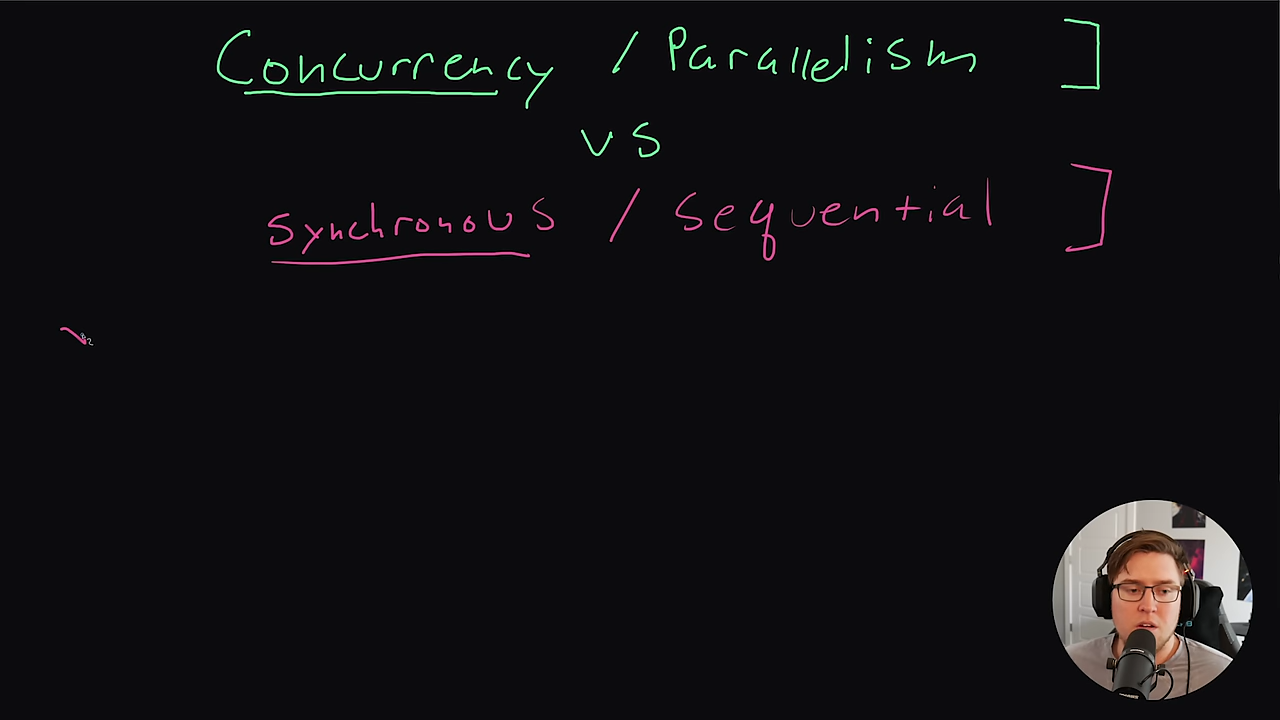 Concurrency / Parallelism ]
vs
Synchronous / Sequential ]